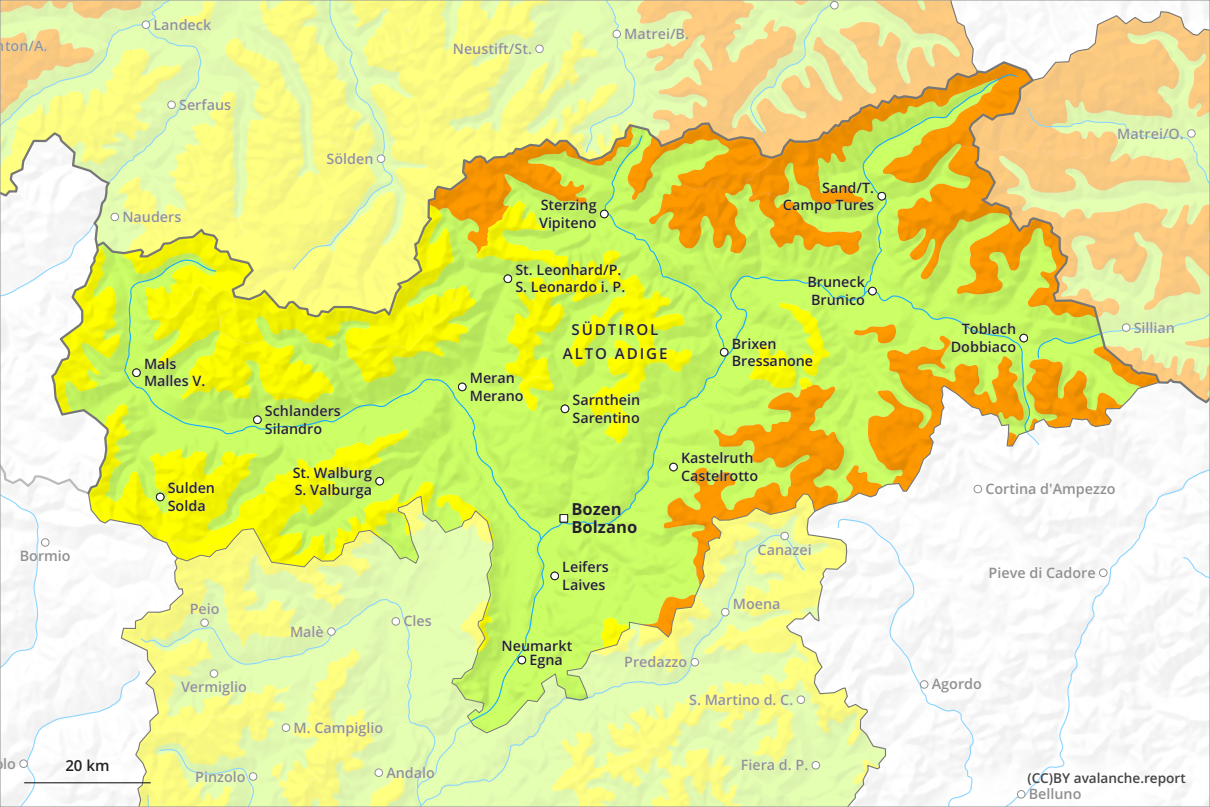 Landeck
Matrei/B.
nton/A.
Neustift/St.
Serfaus
Matrei/O.
Sölden
Sand/T.
Campo Tures
Nauders
Sterzing
Vipiteno
St. Leonhard/P.
S. Leonardo i. P.
Bruneck
Brunico
SÜDTIROL
ALTO ADIGE
Toblach
Dobbiaco
Sillian
Brixen
Bressanone
Mals
Malles V.
Meran
Merano
Sarnthein
Sarentino
Schlanders
Silandro
Kastelruth
Castelrotto
St. Walburg
S. Valburga
Sulden
Solda
Cortina d'Ampezzo
Bozen
Bolzano
Bormio
Canazei
Leifers
Laives
Pieve di Cadore
Peio
Moena
Malè
Cles
Neumarkt
Egna
Predazzo
Vermiglio
Agordo
S. Martino d. C.
M. Campiglio
olo
20 km
Pinzolo
Andalo
Fiera d. P.
(CC)BY avalanche.report
Belluno